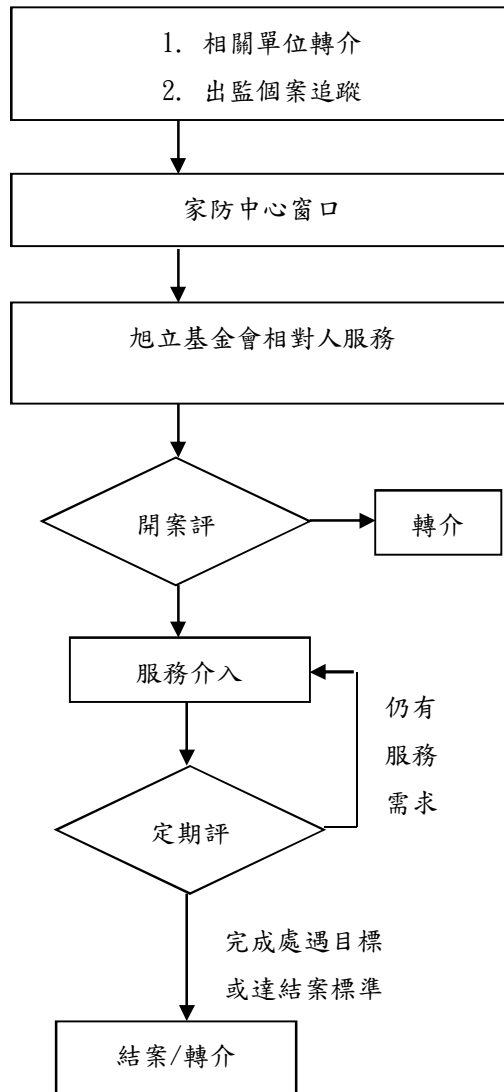 1. 相關單位轉介
2. 出監個案追蹤
家防中心窗口
旭立基金會相對人服務
開案評
轉介
服務介入
仍有
服務
需求
定期評
完成處遇目標
或達結案標準
結案/轉介